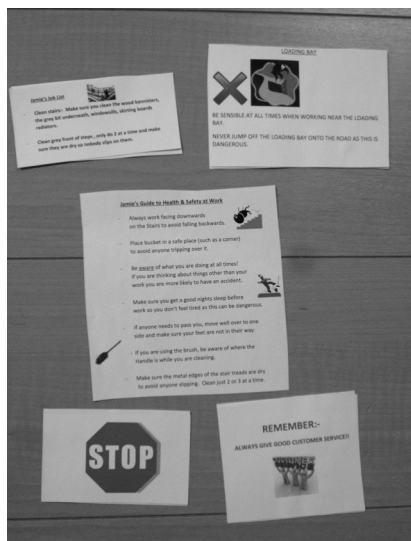 Jamie's Job List
Clean stairs:- Make sure you clean the wood bannisters,
the grey bit underneath, windowsills, skirting boards
radiators.
- Clean grey front of steps, only do 2 at a time and make
sure they are dry so nobody slips on them.
LOADING BAY
BE SENSIBLE AT ALL TIMES WHEN WORKING NEAR THE LOADING
BAY.
NEVER JUMP OFF THE LOADING BAY ONTO THE ROAD AS THIS IS
DANGEROUS.
Jamie's Guide to Health & Safety at Work
- Always work facing downwards
on the Stairs to avoid falling backwards.
- Place bucket in a safe place (such as a corner)
to avoid anyone tripping over it.
- Be aware of what you are doing at all times!
If you are thinking about things other than your
work you are more likely to have an accident.
- Make sure you get a good nights sleep before
work so you don't feel tired as this can be dangerous.
- If anyone needs to pass you, move well over to one
side and make sure your feet are not in their way.
- If you are using the brush, be aware of where the
Handle is while you are cleaning.
- Make sure the metal edges of the stair treads are dry
to avoid anyone slipping. Clean just 2 or 3 at a time.
STOP
REMEMBER:-
ALWAYS GIVE GOOD CUSTOMER SERVICE!!
CUSTOMER